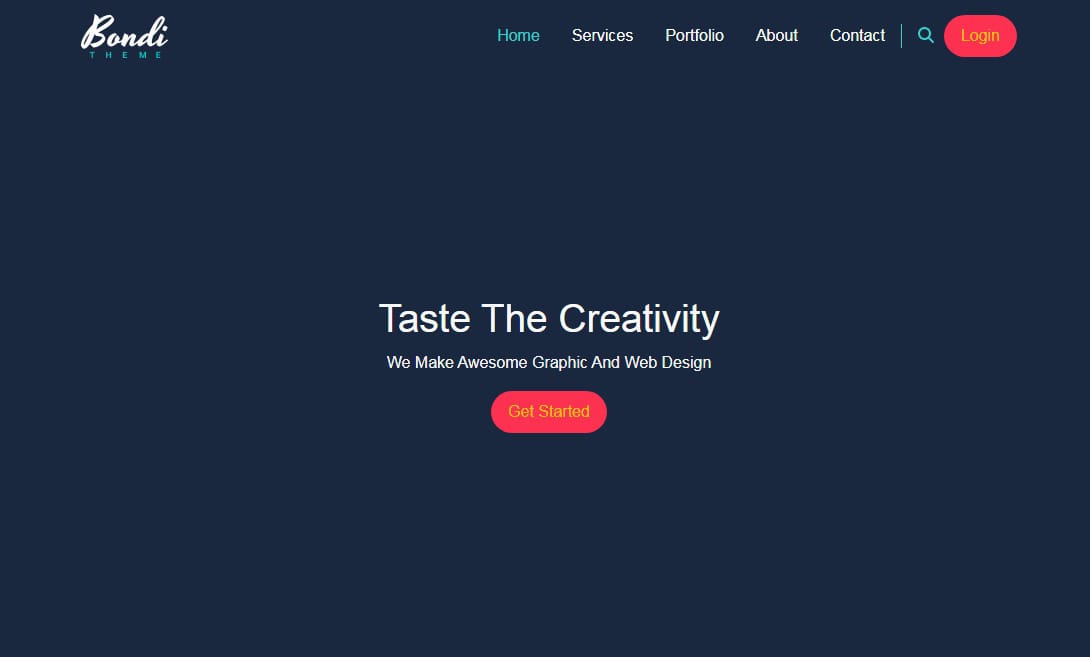 Bondi
THEME
Home Services Portfolio About Contact Login
Taste The Creativity
We Make Awesome Graphic And Web Design
Get Started